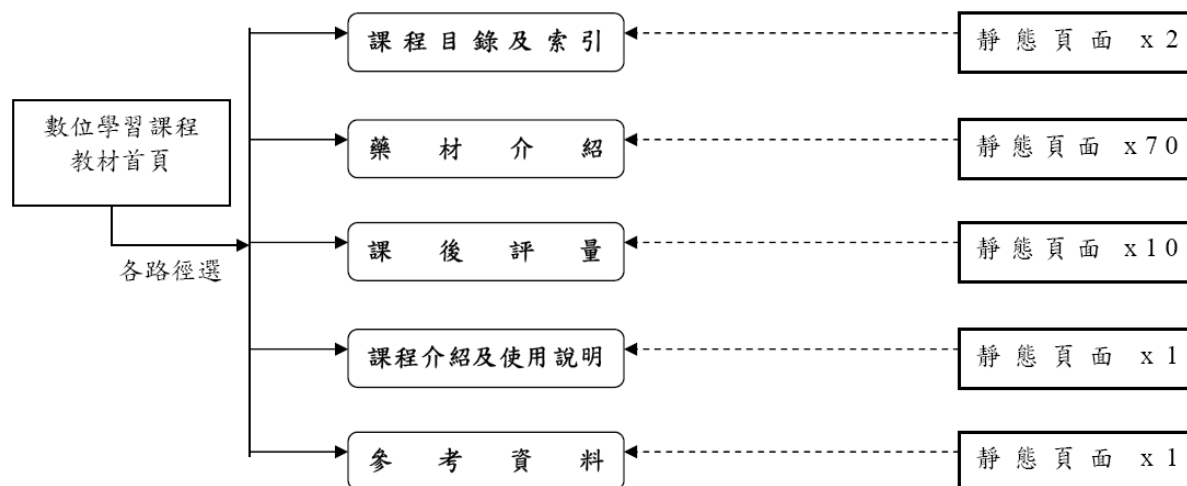 課程目錄及索引
靜態頁面 x2
數位學習課程
教材首頁
藥材介紹
靜態頁面 x70
課後評量
靜態頁面 x10
各路徑選
課程介紹及使用說明
靜態頁面 x1
參考資料
靜態頁面 x1